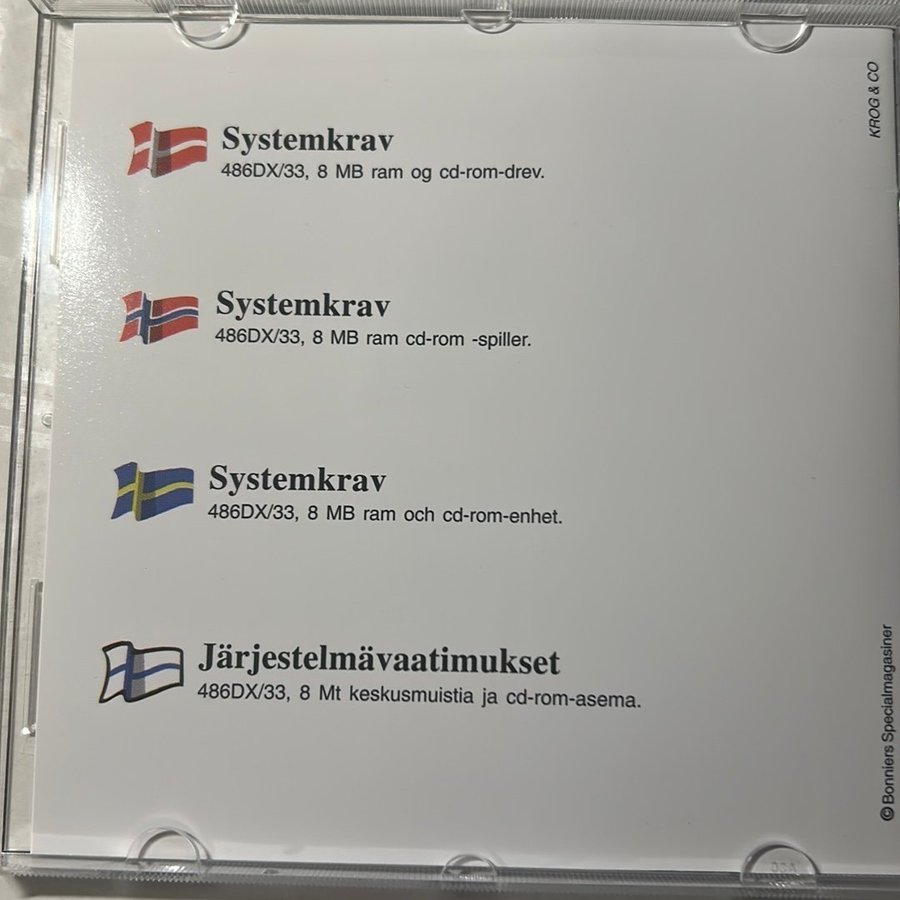 KROG & CO
Systemkrav
486DX/33, 8 MB ram og cd-rom-drev.
Systemkrav
486DX/33, 8 MB ram cd-rom -spiller.
Systemkrav
486DX/33, 8 MB ram och cd-rom-enhet.
Järjestelmävaatimukset
486DX/33, 8 Mt keskusmuistia ja cd-rom-asema.
© Bonniers Specialmagasiner